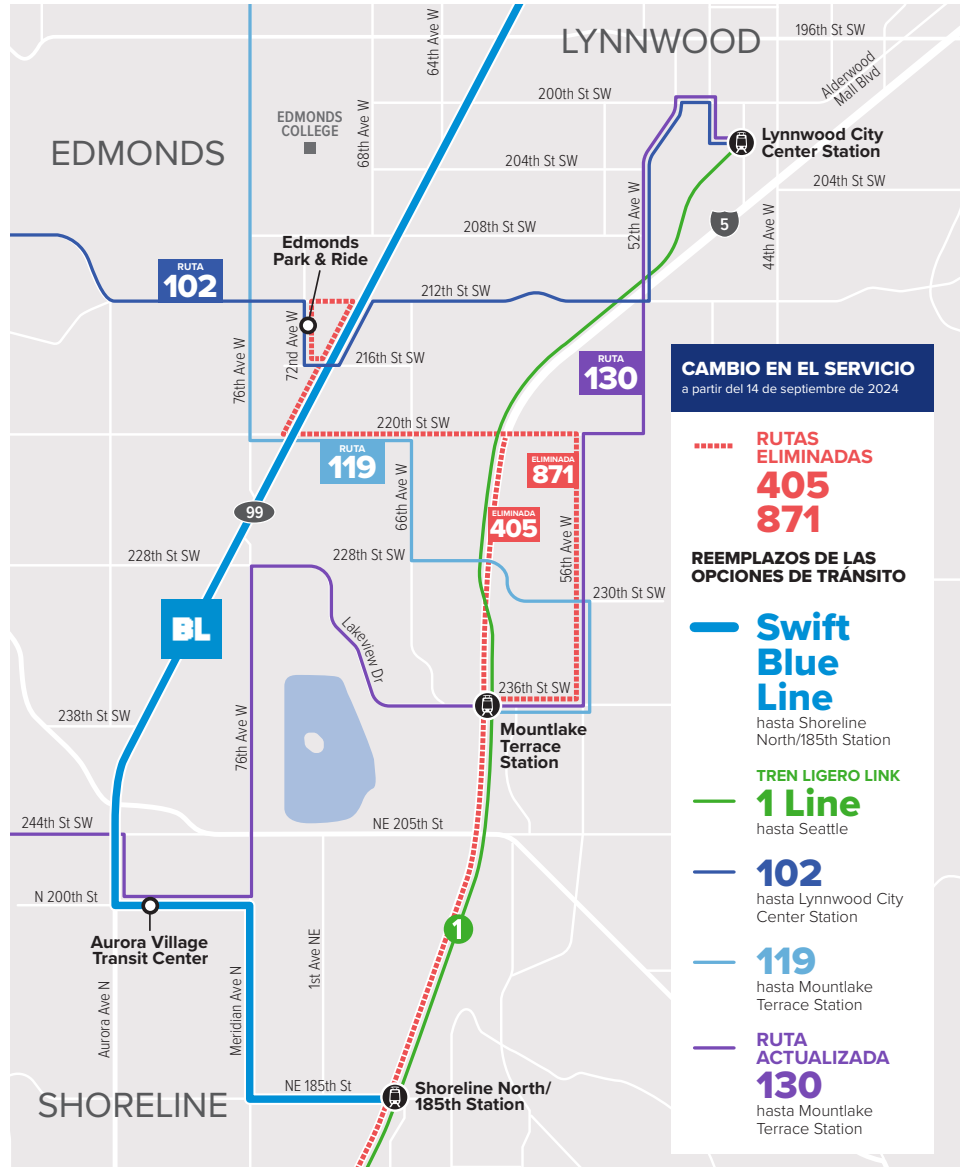 LYNNWOOD
196th St SW
64th Ave W
Alderwood
Mall Blvd
200th St SW
EDMONDS
COLLEGE
68th Ave W
EDMONDS
Lynnwood City
Center Station
204th St SW
204th St SW
52th Ave W
44th Ave W
5
208th St SW
Edmonds
Park & Ride
RUTA
102
212th St SW
72nd Ave W
76th Ave W
216th St SW
RUTA
130
220th St SW
RUTA
119
ELIMINADA
871
66th Ave W
ELIMINADA
405
99
56th Ave W
228th St SW
228th St SW
230th St SW
BL
Lakeview Dr
236th St SW
238th St SW
76th Ave W
Mountlake
Terrace
Station
244th St SW
NE 205th St
N 200th St
Aurora Village
Transit Center
1
1st Ave NE
Aurora Ave N
Meridian Ave N
NE 185th St
Shoreline North/
185th Station
SHORELINE
CAMBIO EN EL SERVICIO
a partir del 14 de septiembre de 2024
RUTAS
ELIMINADAS
405
871
REEMPLAZOS DE LAS
OPCIONES DE TRÁNSITO
Swift
Blue
Line
hasta Shoreline
North/185th Station
TREN LIGERO LINK
1 Line
hasta Seattle
102
hasta Lynnwood City
Center Station
119
hasta Mountlake
Terrace Station
RUTA
ACTUALIZADA
130
hasta Mountlake
Terrace Station